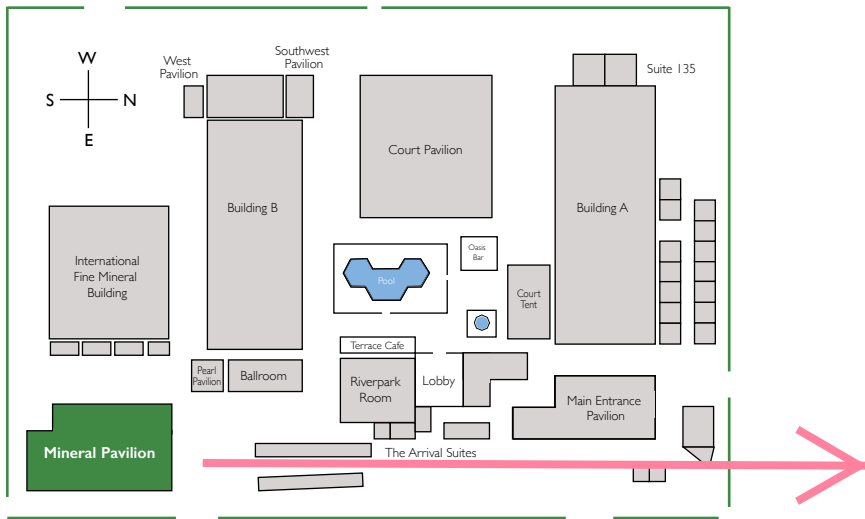 W
S
N
E
West
Pavilion
Southwest
Pavilion
Suite 135
Court Pavilion
Building B
Building A
International
Fine Mineral
Building
Oasis
Bar
Pool
Court
Tent
Terrace Cafe
Pearl
Pavilion
Ballroom
Riverpark
Room
Lobby
Main Entrance
Pavilion
Mineral Pavilion
The Arrival Suites